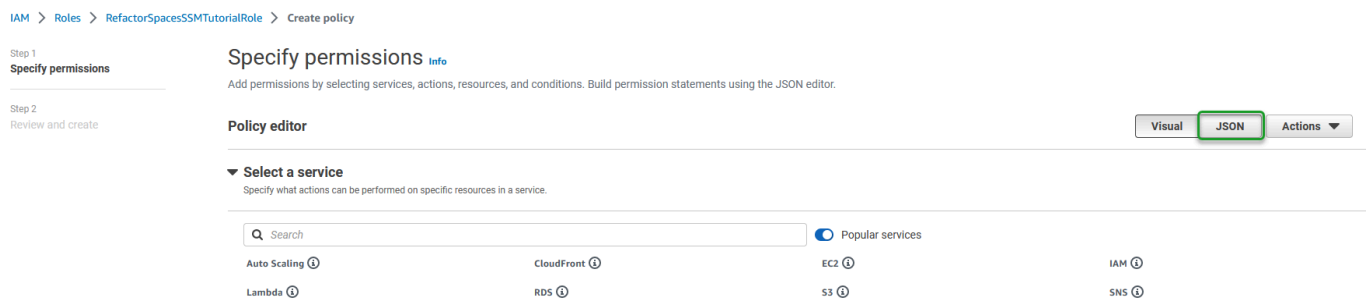 IAM > Roles > RefactorSpacesSSMTutorialRole > Create policy
Step 1
Specify permissions
Step 2
Review and create
Specify permissions Info
Add permissions by selecting services, actions, resources, and conditions. Build permission statements using the JSON editor.
Policy editor
Visual JSON Actions
Select a service
Specify what actions can be performed on specific resources in a service.
Search Popular services
Auto Scaling CloudFront EC2 IAM
Lambda RDS S3 SNS